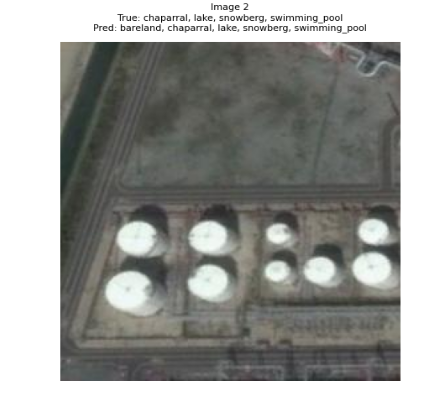 Image 2
True: chaparral, lake, snowberg, swimming_pool
Pred: bareland, chaparral, lake, snowberg, swimming_pool